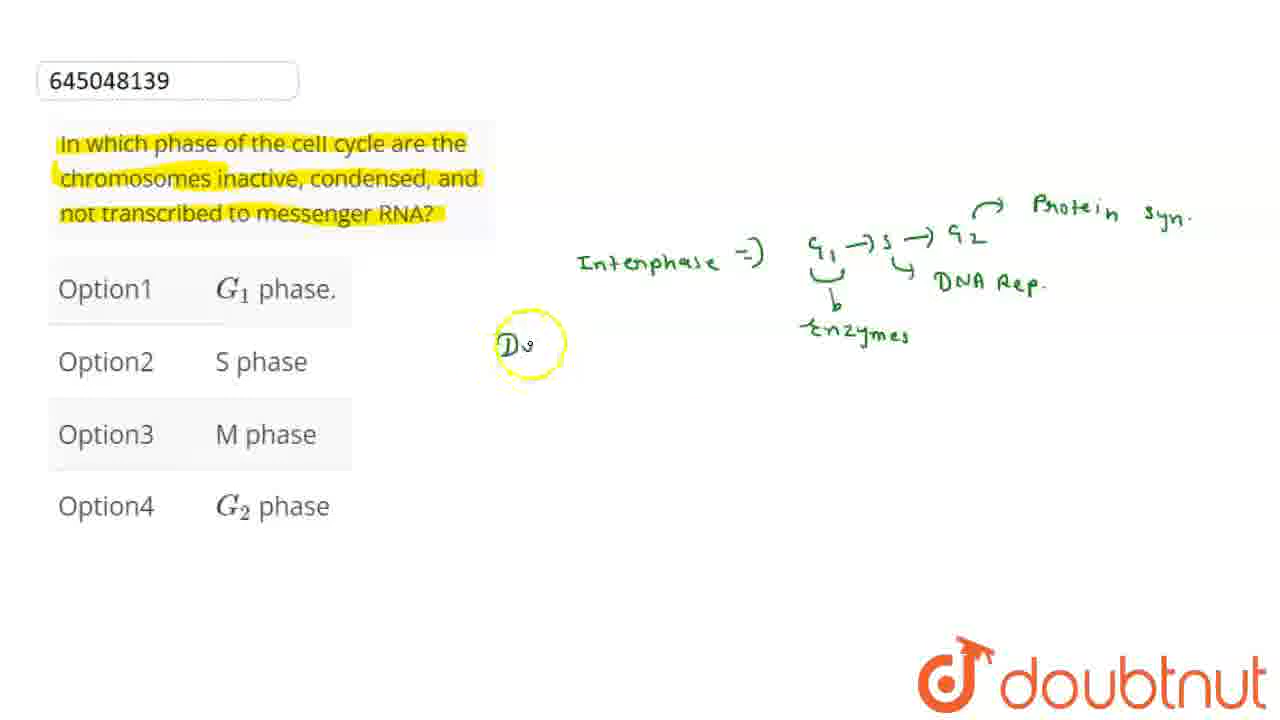 645048139
In which phase of the cell cycle are the
chromosomes inactive, condensed, and
not transcribed to messenger RNA?
Option1 G₁ phase.
Option2 S phase
Option3 M phase
Option4 G₂ phase
Interphase ⇒ G₁ → S → G₂ → Protein syn.
DNA Rep.
Enzymes
doubtnut